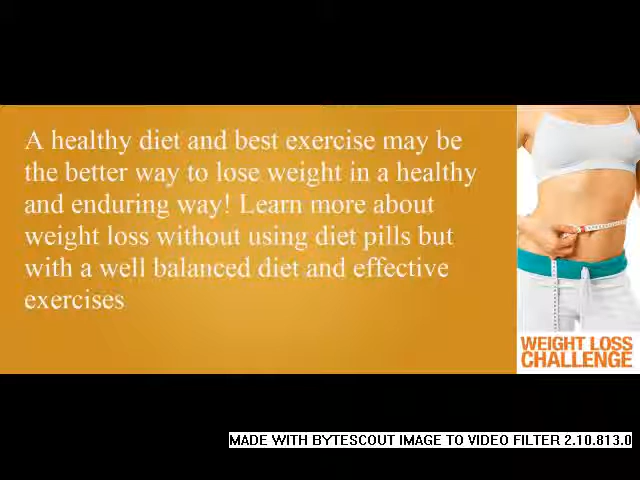 A healthy diet and best exercise may be
the better way to lose weight in a healthy
and enduring way! Learn more about
weight loss without using diet pills but
with a well balanced diet and effective
exercises
WEIGHT LOSS
CHALLENGE
MADE WITH BYTESCOUT IMAGE TO VIDEO FILTER 2.10.813.0